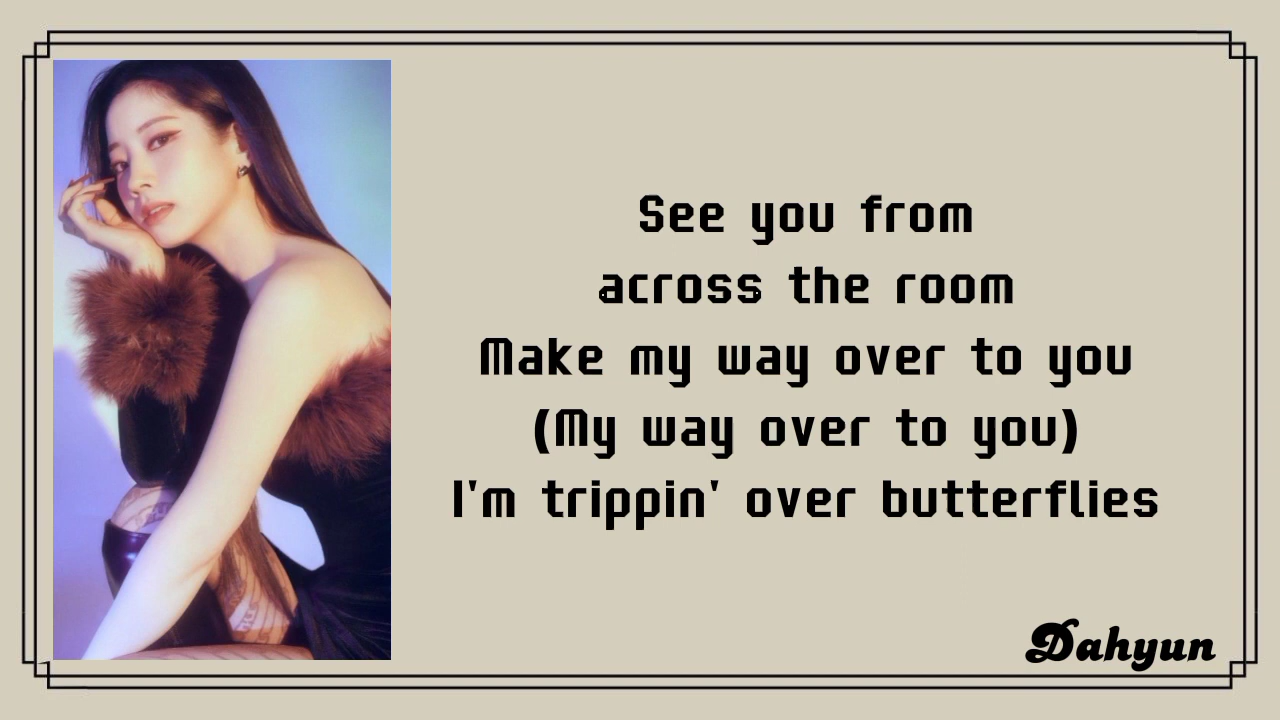 See you from
across the room
Make my way over to you
(My way over to you)
I'm trippin' over butterflies
Dahyun